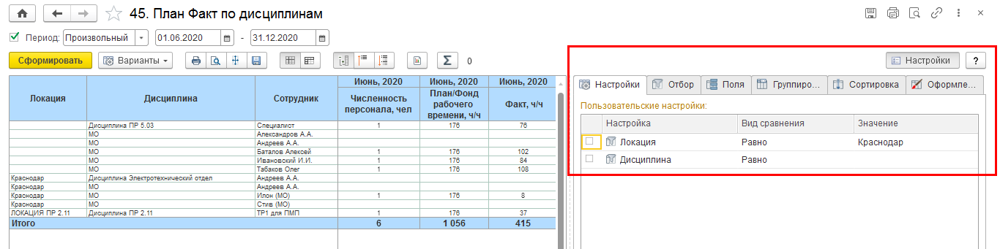 45. План Факт по дисциплинам
Период: Произвольный 01.06.2020 - 31.12.2020
Сформировать Варианты Σ 0 Настройки ?
Июнь, 2020 Июнь, 2020 Июнь, 2020
Локация Дисциплина Сотрудник Численность персонала, чел План/Фонд рабочего времени, ч/ч Факт, ч/ч
Дисциплина ПР 5.03 Специалист 1 176 76
МО Александров А.А.
МО Андреев А.А.
МО Баталов Алексей 1 176 102
МО Ивановский И.И. 1 176 84
МО Табаков Олег 1 176 108
Краснодар Дисциплина Электротехнический отдел Андреев А.А.
Краснодар МО Андреев А.А.
Краснодар МО Илон (МО) 1 176 8
Краснодар МО Стив (МО)
ЛОКАЦИЯ ПР 2.11 Дисциплина ПР 2.11 ТР1 для ПМП 1 176 37
Итого 6 1 056 415
Настройки Отбор Поля Группиро... Сортировка Оформле...
Пользовательские настройки:
Настройка Вид сравнения Значение
Локация Равно Краснодар
Дисциплина Равно